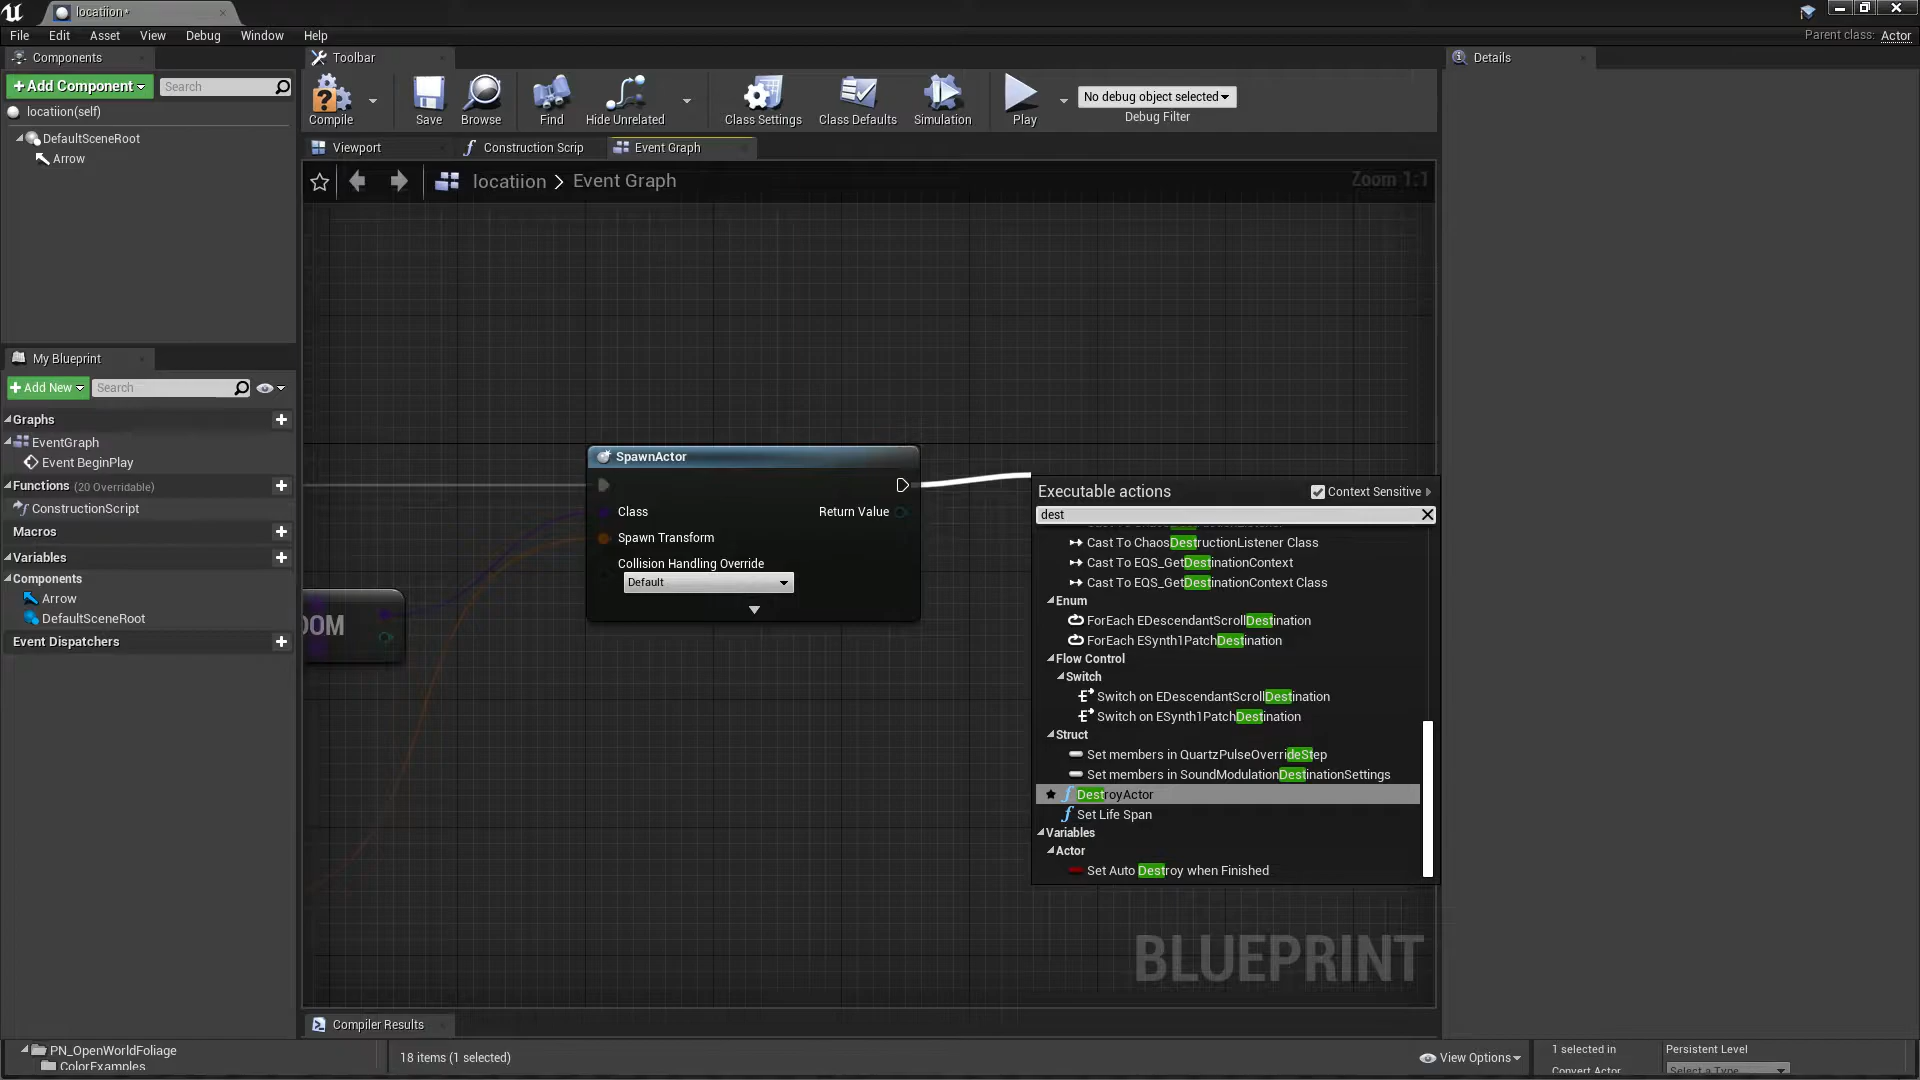 locatiion*
File Edit Asset View Debug Window Help
Parent class: Actor
Components
Toolbar
Details
+Add Component
Search
Compile
Save
Browse
Find
Hide Unrelated
Class Settings
Class Defaults
Simulation
Play
No debug object selected
Debug Filter
locatiion(self)
DefaultSceneRoot
Arrow
Viewport
Construction Scrip
Event Graph
locatiion > Event Graph
Zoom 1:1
My Blueprint
+Add New
Search
Graphs
EventGraph
Event BeginPlay
Functions (20 Overridable)
ConstructionScript
Macros
Variables
Components
Arrow
DefaultSceneRoot
Event Dispatchers
SpawnActor
Class
Return Value
Spawn Transform
Collision Handling Override
Default
DOM
Executable actions
Context Sensitive
dest
Cast To ChaosDestructionListener Class
Cast To EQS_GetDestinationContext
Cast To EQS_GetDestinationContext Class
Enum
ForEach EDescendantScrollDestination
ForEach ESynth1PatchDestination
Flow Control
Switch
Switch on EDescendantScrollDestination
Switch on ESynth1PatchDestination
Struct
Set members in QuartzPulseOverrideStep
Set members in SoundModulationDestinationSettings
DestroyActor
Set Life Span
Variables
Actor
Set Auto Destroy when Finished
BLUEPRINT
Compiler Results
PN_OpenWorldFoliage
ColorExamples
18 items (1 selected)
View Options
1 selected in
Persistent Level
Convert Actor
Select a Type